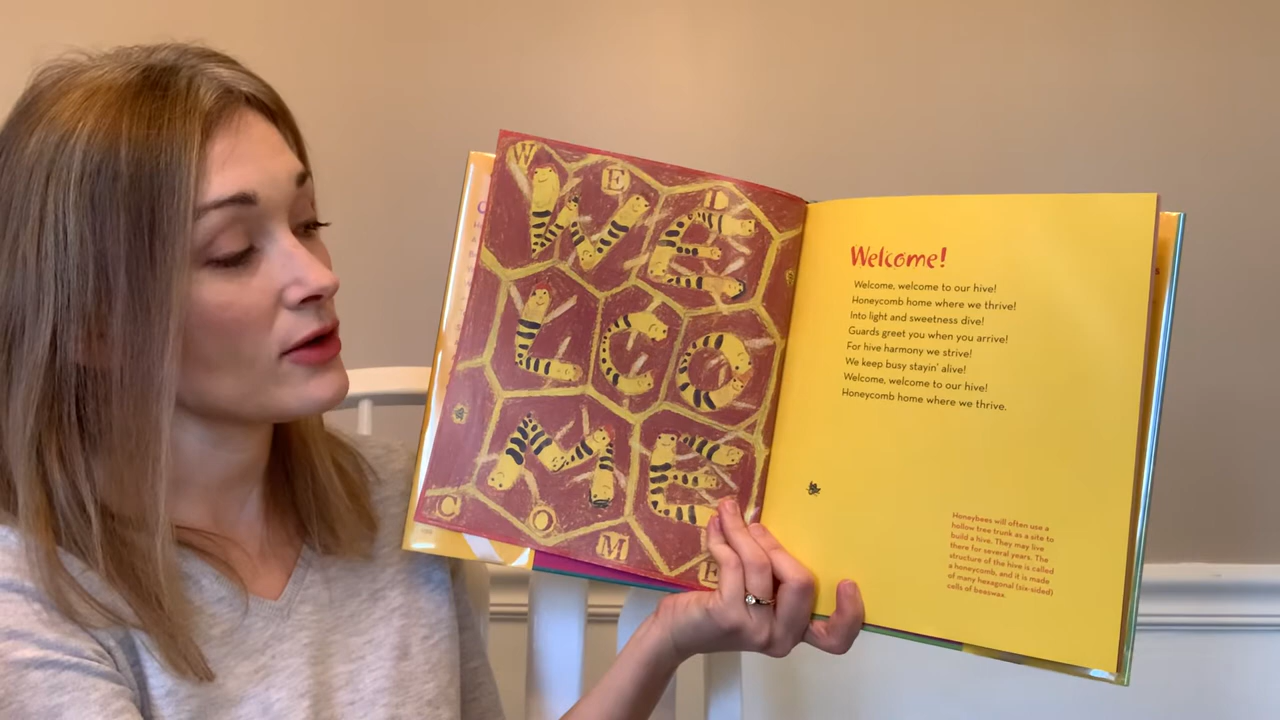 W E L
WE
LCO
ME
C O M E
Welcome!
Welcome, welcome to our hive!
Honeycomb home where we thrive!
Into light and sweetness dive!
Guards greet you when you arrive!
For hive harmony we strive!
We keep busy stayin' alive!
Welcome, welcome to our hive!
Honeycomb home where we thrive.
Honeybees will often use a
hollow tree trunk as a site to
build a hive. They may live
there for several years. The
structure of the hive is called
a honeycomb, and it is made
of many hexagonal (six-sided)
cells of beeswax.